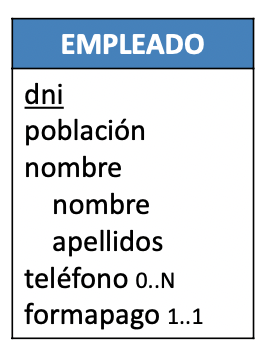 EMPLEADO
dni
población
nombre
nombre
apellidos
teléfono 0..N
formapago 1..1